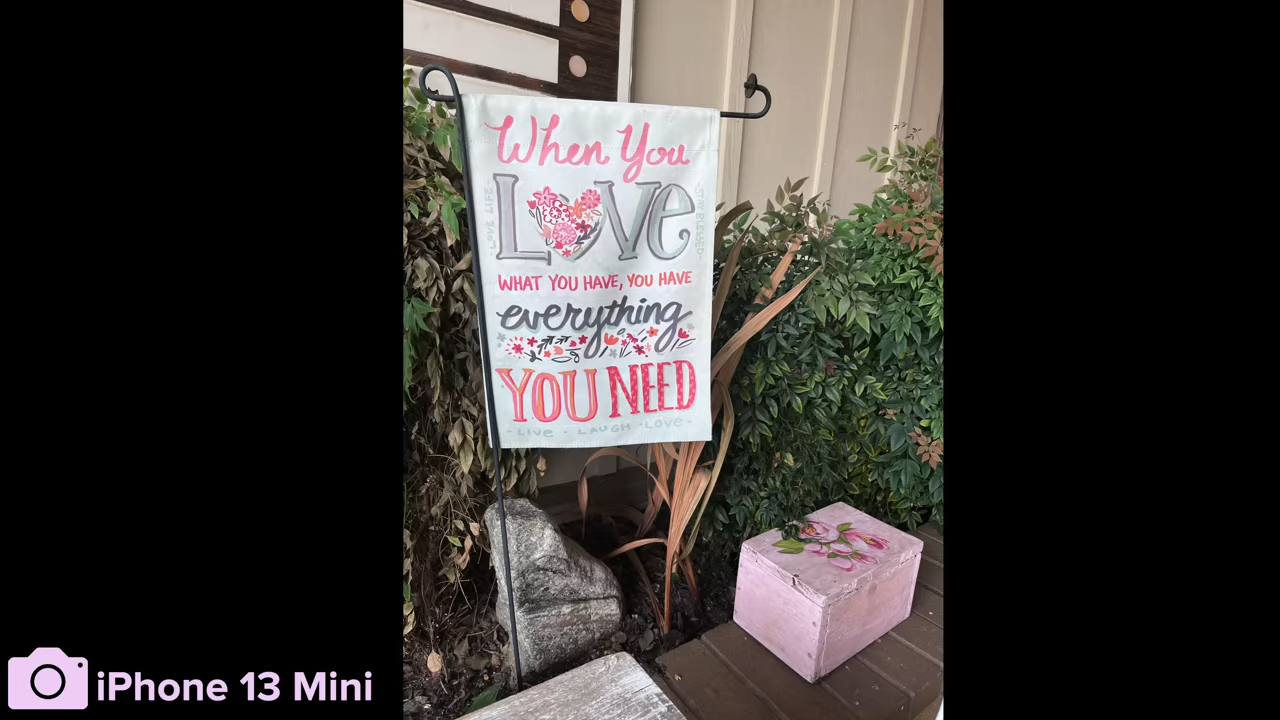 When You
LOVE
LOVE LIFE
STAY BLESSED
WHAT YOU HAVE, YOU HAVE
everything
YOU NEED
- Live - LAUGH - Love -
iPhone 13 Mini